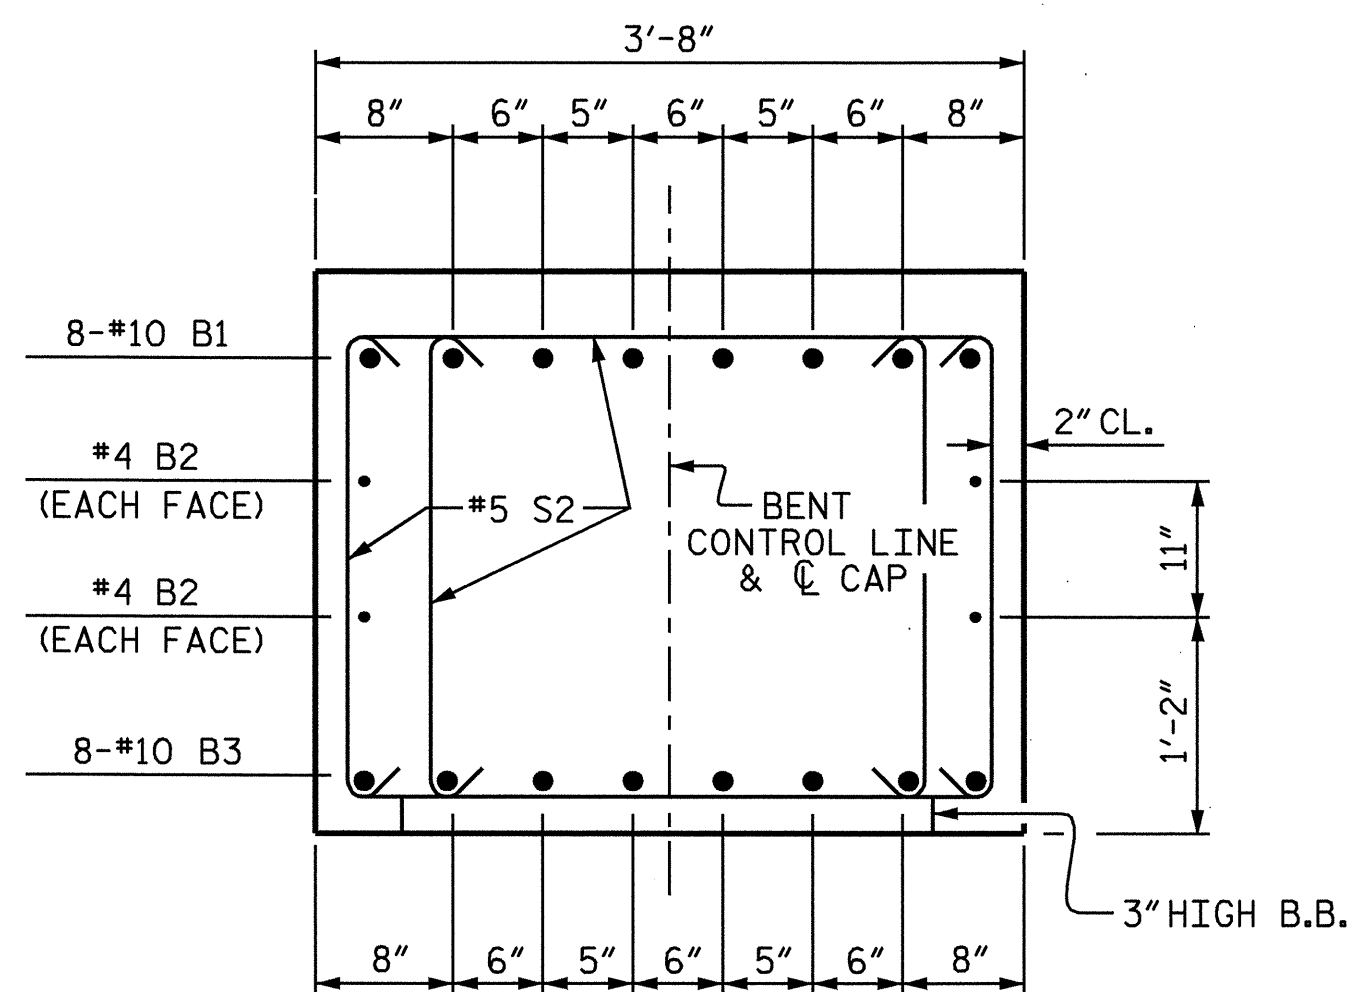 3'-8"
8" 6" 5" 6" 5" 6" 8"
8-#10 B1
2" CL.
#4 B2
(EACH FACE)
#5 S2
BENT
CONTROL LINE
& ℄ CAP
11"
#4 B2
(EACH FACE)
1'-2"
8-#10 B3
3" HIGH B.B.
8" 6" 5" 6" 5" 6" 8"